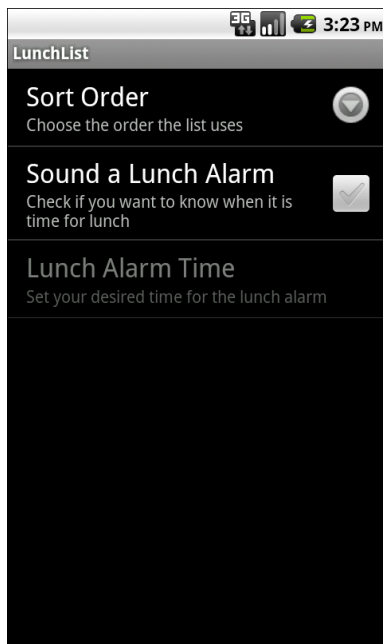 3G 3:23 PM
LunchList
Sort Order
Choose the order the list uses
Sound a Lunch Alarm
Check if you want to know when it is
time for lunch
Lunch Alarm Time
Set your desired time for the lunch alarm